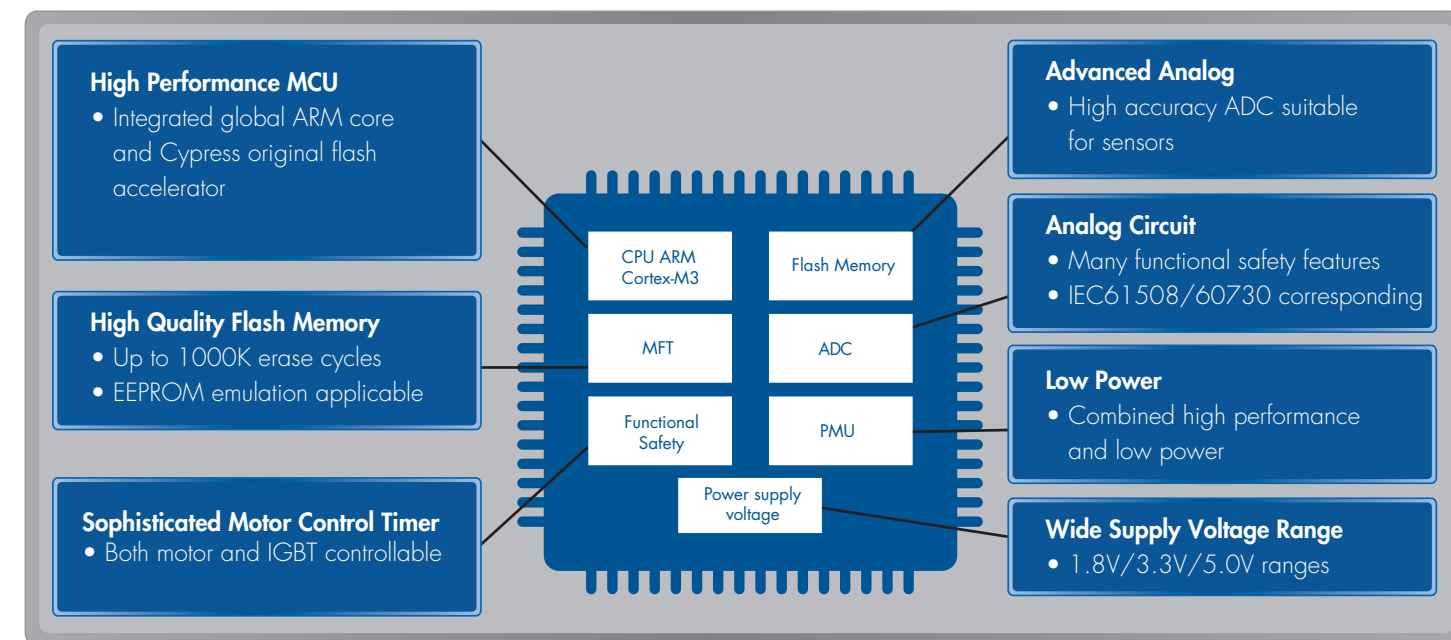 High Performance MCU
• Integrated global ARM core
and Cypress original flash
accelerator
High Quality Flash Memory
• Up to 1000K erase cycles
• EEPROM emulation applicable
Sophisticated Motor Control Timer
• Both motor and IGBT controllable
CPU ARM
Cortex-M3
Flash Memory
MFT
ADC
Functional
Safety
PMU
Power supply
voltage
Advanced Analog
• High accuracy ADC suitable
for sensors
Analog Circuit
• Many functional safety features
• IEC61508/60730 corresponding
Low Power
• Combined high performance
and low power
Wide Supply Voltage Range
• 1.8V/3.3V/5.0V ranges